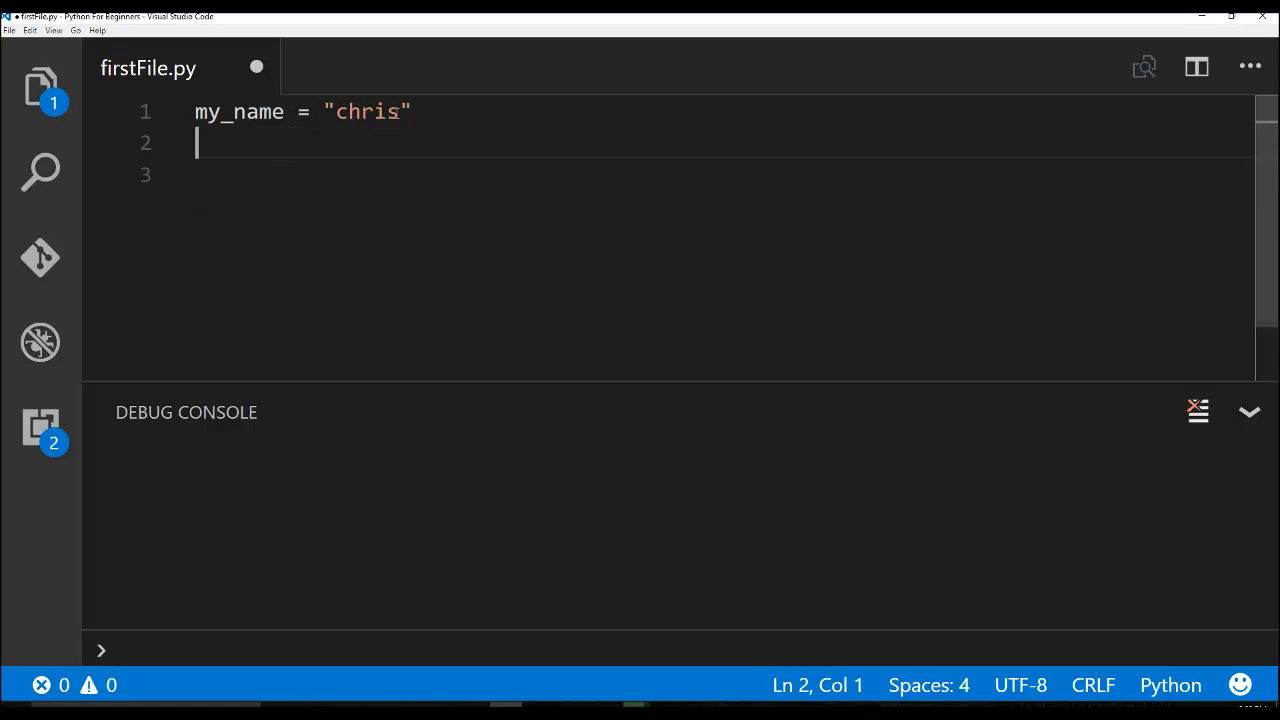 ● firstFile.py - Python For Beginners - Visual Studio Code
File Edit View Go Help
firstFile.py
1 my_name = "chris"
2
3
1
2
DEBUG CONSOLE
›
0 0 Ln 2, Col 1 Spaces: 4 UTF-8 CRLF Python